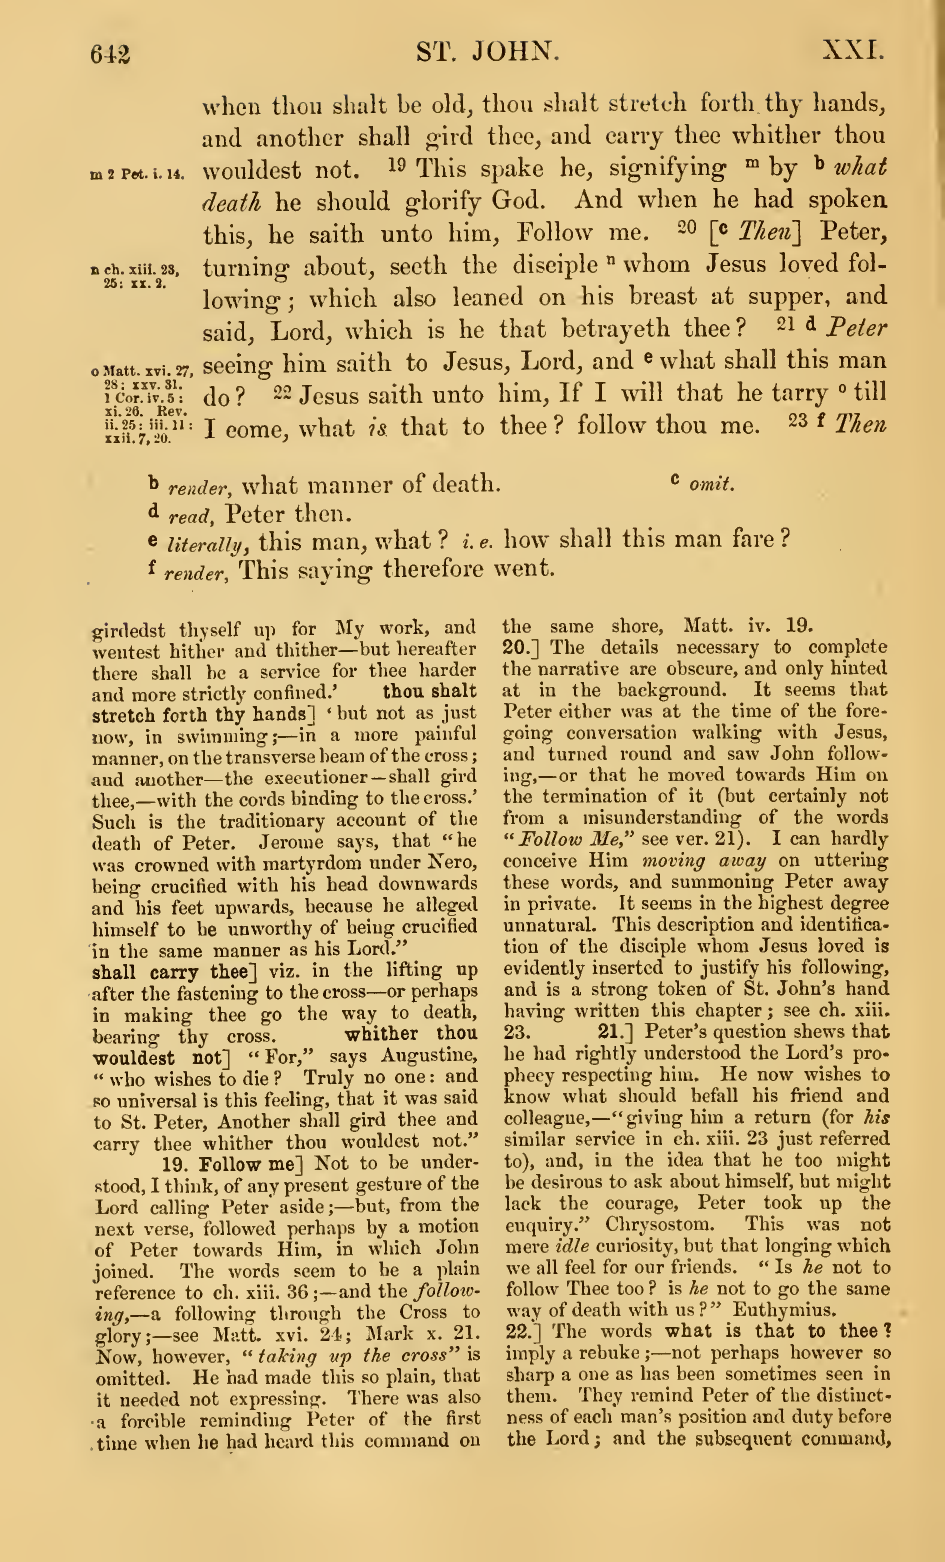 642 ST. JOHN. XXI.
when thou shalt be old, thou shalt stretch forth thy hands,
and another shall gird thee, and carry thee whither thou
m 2 Pet. i. 14. wouldest not. 19 This spake he, signifying m by b what
death he should glorify God. And when he had spoken
this, he saith unto him, Follow me. 20 [c Then] Peter,
n ch. xiii. 23,
25: xx. 2.
turning about, seeth the disciple n whom Jesus loved fol-
lowing; which also leaned on his breast at supper, and
said, Lord, which is he that betrayeth thee? 21 d Peter
o Matt. xvi. 27,
28: xxv. 31.
1 Cor. iv. 5:
xi. 26. Rev.
ii. 25: iii. 11:
xxii. 7, 20.
seeing him saith to Jesus, Lord, and e what shall this man
do? 22 Jesus saith unto him, If I will that he tarry o till
I come, what is that to thee? follow thou me. 23 f Then
b render, what manner of death. c omit.
d read, Peter then.
e literally, this man, what? i. e. how shall this man fare?
f render, This saying therefore went.
girdedst thyself up for My work, and
wentest hither and thither—but hereafter
there shall be a service for thee harder
and more strictly confined.' thou shalt
stretch forth thy hands] 'but not as just
now, in swimming;—in a more painful
manner, on the transverse beam of the cross;
and another—the executioner—shall gird
thee,—with the cords binding to the cross.'
Such is the traditionary account of the
death of Peter. Jerome says, that "he
was crowned with martyrdom under Nero,
being crucified with his head downwards
and his feet upwards, because he alleged
himself to be unworthy of being crucified
in the same manner as his Lord."
shall carry thee] viz. in the lifting up
after the fastening to the cross—or perhaps
in making thee go the way to death,
bearing thy cross. whither thou
wouldest not] "For," says Augustine,
"who wishes to die? Truly no one: and
so universal is this feeling, that it was said
to St. Peter, Another shall gird thee and
carry thee whither thou wouldest not."
19. Follow me] Not to be under-
stood, I think, of any present gesture of the
Lord calling Peter aside;—but, from the
next verse, followed perhaps by a motion
of Peter towards Him, in which John
joined. The words seem to be a plain
reference to ch. xiii. 36;—and the follow-
ing,—a following through the Cross to
glory;—see Matt. xvi. 24; Mark x. 21.
Now, however, "taking up the cross" is
omitted. He had made this so plain, that
it needed not expressing. There was also
a forcible reminding Peter of the first
time when he had heard this command on
the same shore, Matt. iv. 19.
20.] The details necessary to complete
the narrative are obscure, and only hinted
at in the background. It seems that
Peter either was at the time of the fore-
going conversation walking with Jesus,
and turned round and saw John follow-
ing,—or that he moved towards Him on
the termination of it (but certainly not
from a misunderstanding of the words
"Follow Me," see ver. 21). I can hardly
conceive Him moving away on uttering
these words, and summoning Peter away
in private. It seems in the highest degree
unnatural. This description and identifica-
tion of the disciple whom Jesus loved is
evidently inserted to justify his following,
and is a strong token of St. John's hand
having written this chapter; see ch. xiii.
23. 21.] Peter's question shews that
he had rightly understood the Lord's pro-
phecy respecting him. He now wishes to
know what should befall his friend and
colleague,—"giving him a return (for his
similar service in ch. xiii. 23 just referred
to), and, in the idea that he too might
be desirous to ask about himself, but might
lack the courage, Peter took up the
enquiry." Chrysostom. This was not
mere idle curiosity, but that longing which
we all feel for our friends. "Is he not to
follow Thee too? is he not to go the same
way of death with us?" Euthymius.
22.] The words what is that to thee?
imply a rebuke;—not perhaps however so
sharp a one as has been sometimes seen in
them. They remind Peter of the distinct-
ness of each man's position and duty before
the Lord; and the subsequent command,